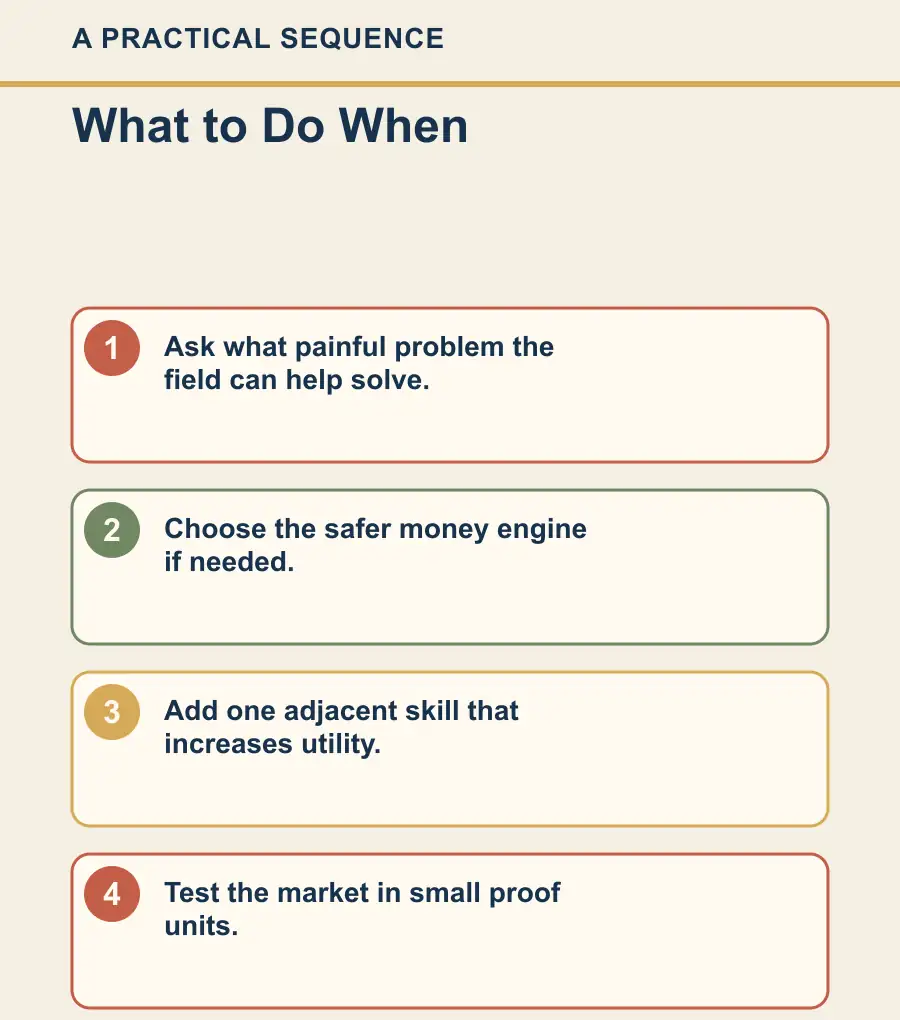 A PRACTICAL SEQUENCE
What to Do When
1
Ask what painful problem the
field can help solve.
2
Choose the safer money engine
if needed.
3
Add one adjacent skill that
increases utility.
4
Test the market in small proof
units.